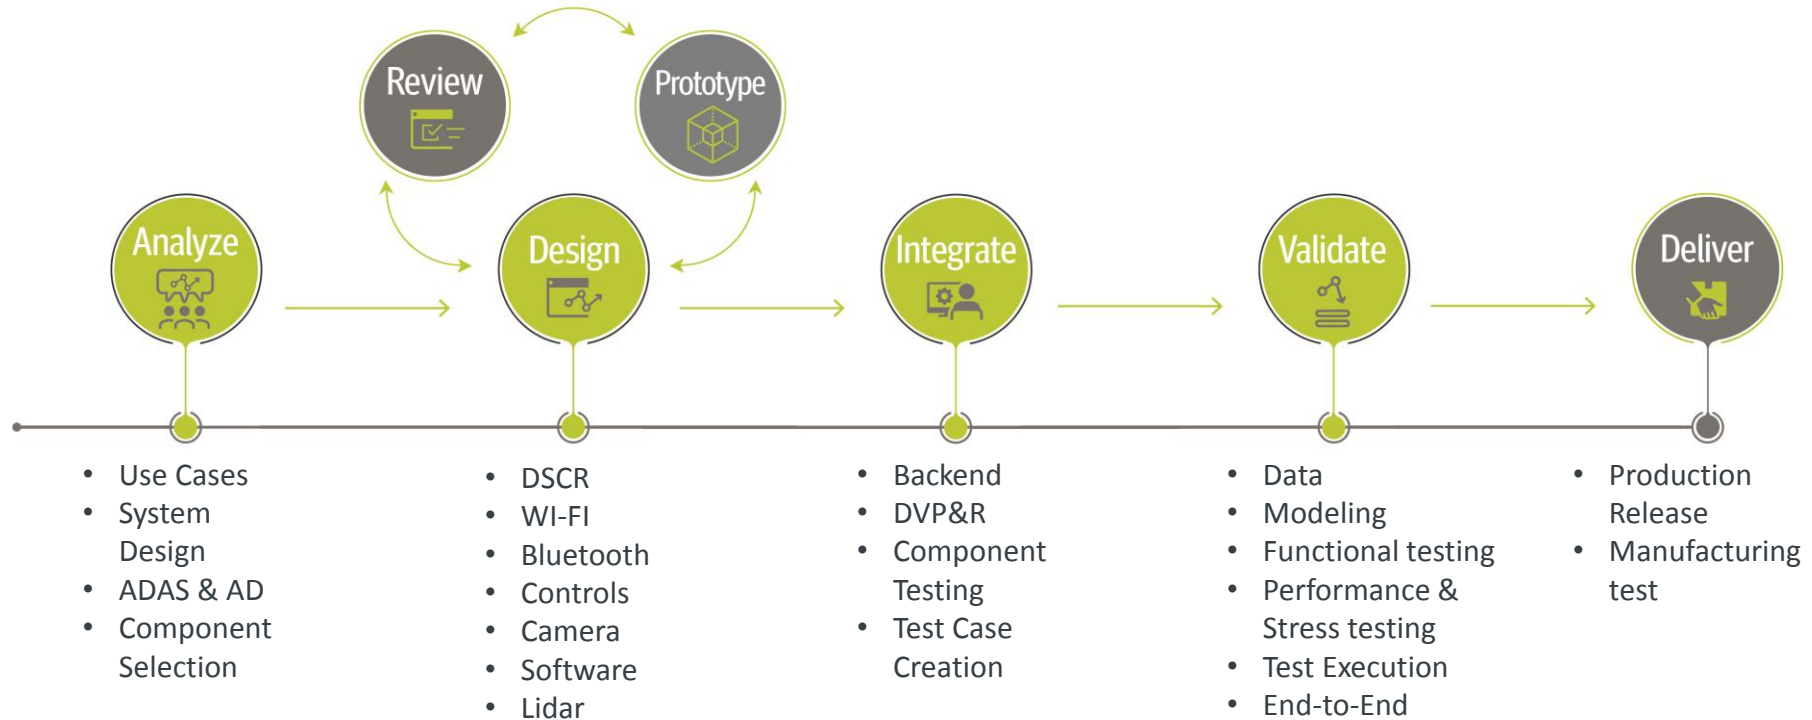 Review
Prototype
Analyze
Design
Integrate
Validate
Deliver
• Use Cases
• System
Design
• ADAS & AD
• Component
Selection
• DSCR
• WI-FI
• Bluetooth
• Controls
• Camera
• Software
• Lidar
• Backend
• DVP&R
• Component
Testing
• Test Case
Creation
• Data
• Modeling
• Functional testing
• Performance &
Stress testing
• Test Execution
• End-to-End
• Production
Release
• Manufacturing
test